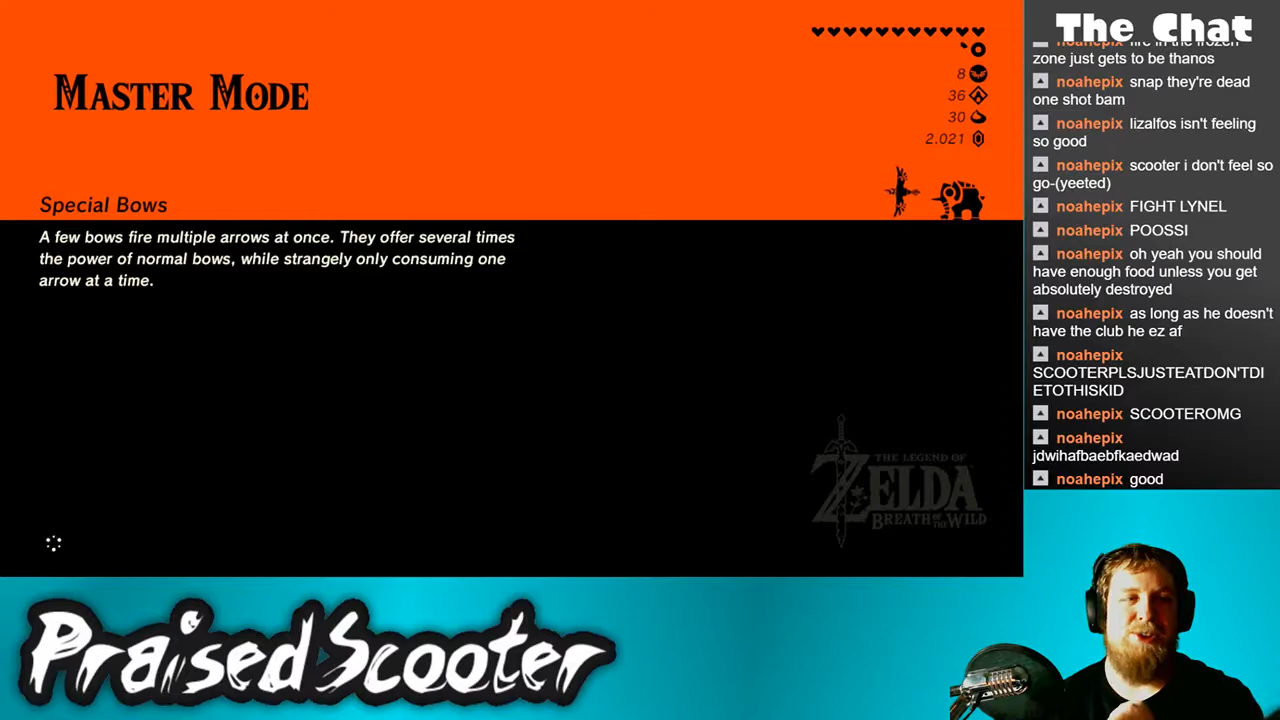 MASTER MODE
8
36
30
2.021
Special Bows
A few bows fire multiple arrows at once. They offer several times
the power of normal bows, while strangely only consuming one
arrow at a time.
THE LEGEND OF
ZELDA
BREATH OF THE WILD
The Chat
noahepix fire in the frozen
zone just gets to be thanos
noahepix snap they're dead
one shot bam
noahepix lizalfos isn't feeling
so good
noahepix scooter i don't feel so
go-(yeeted)
noahepix FIGHT LYNEL
noahepix POOSSI
noahepix oh yeah you should
have enough food unless you get
absolutely destroyed
noahepix as long as he doesn't
have the club he ez af
noahepix
SCOOTERPLSJUSTEATDON'TDI
ETOTHISKID
noahepix SCOOTEROMG
noahepix
jdwihafbaebfkaedwad
noahepix good
PraisedScooter